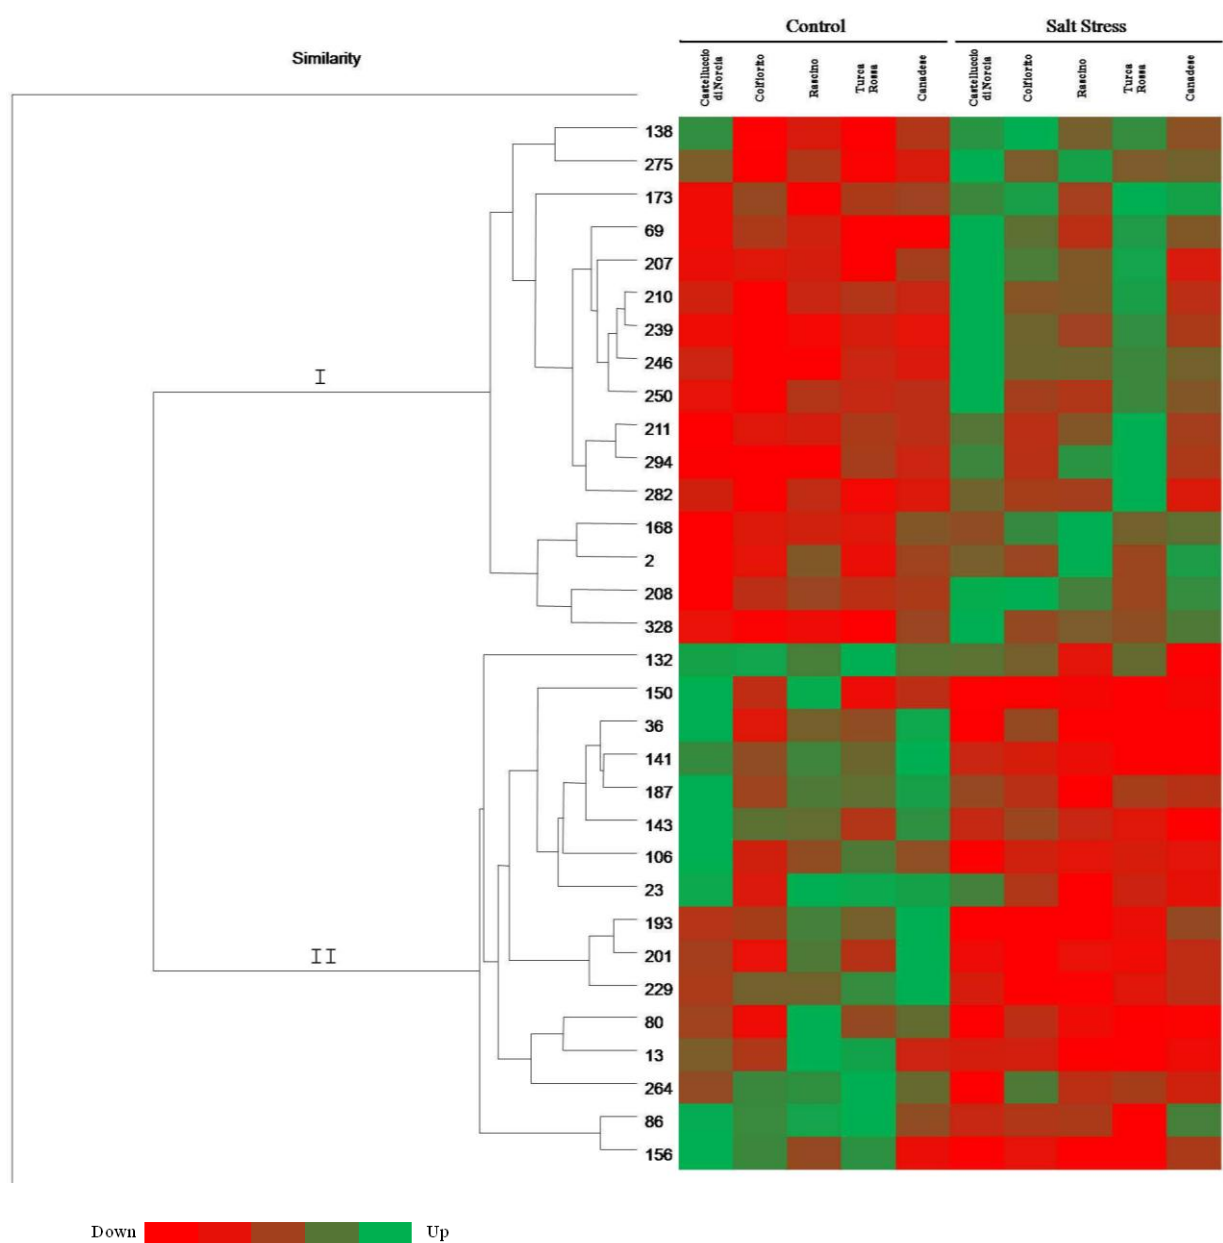 Control Salt Stress
Similarity
Castelluccio di Norcia
Colfiorito
Rascino
Turca Rossa
Canadese
Castelluccio di Norcia
Colfiorito
Rascino
Turca Rossa
Canadese
138
275
173
69
207
210
239
246
I
250
211
294
282
168
2
208
328
132
150
36
141
187
143
106
23
193
201
II
229
80
13
264
86
156
Down Up